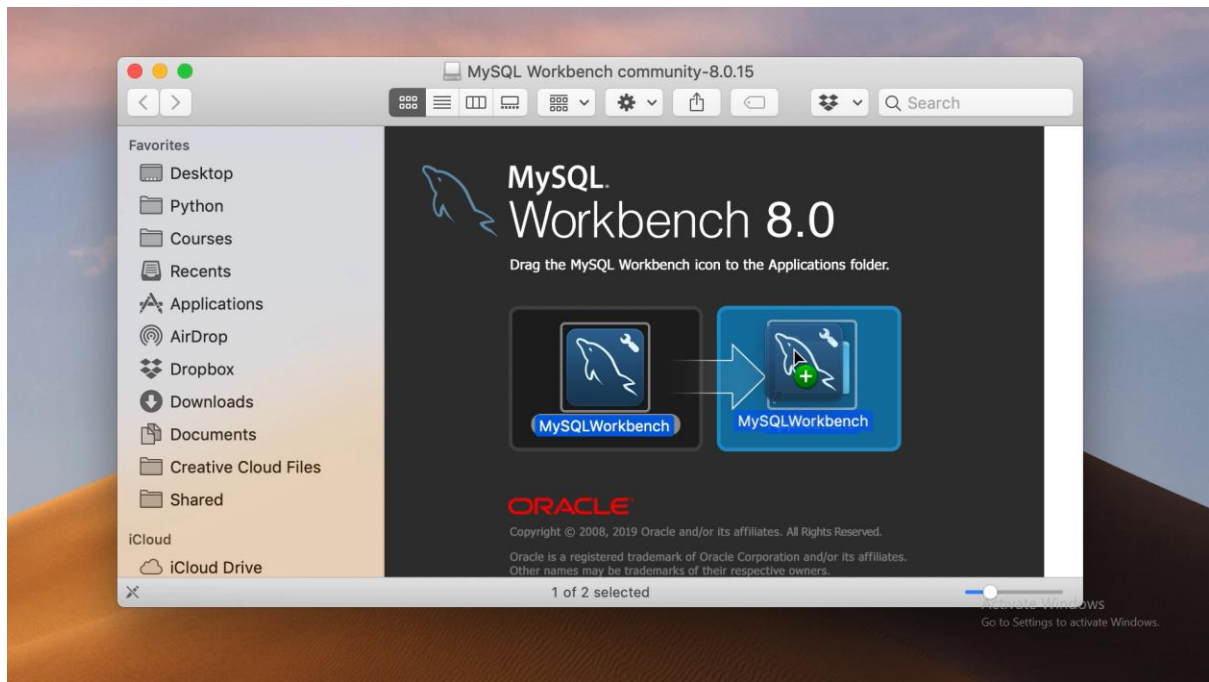 MySQL Workbench community-8.0.15
Search
Favorites
Desktop
Python
Courses
Recents
Applications
AirDrop
Dropbox
Downloads
Documents
Creative Cloud Files
Shared
iCloud
iCloud Drive
MySQL.
Workbench 8.0
Drag the MySQL Workbench icon to the Applications folder.
MySQLWorkbench
MySQLWorkbench
ORACLE
Copyright © 2008, 2019 Oracle and/or its affiliates. All Rights Reserved.
Oracle is a registered trademark of Oracle Corporation and/or its affiliates.
Other names may be trademarks of their respective owners.
1 of 2 selected
Activate Windows
Go to Settings to activate Windows.